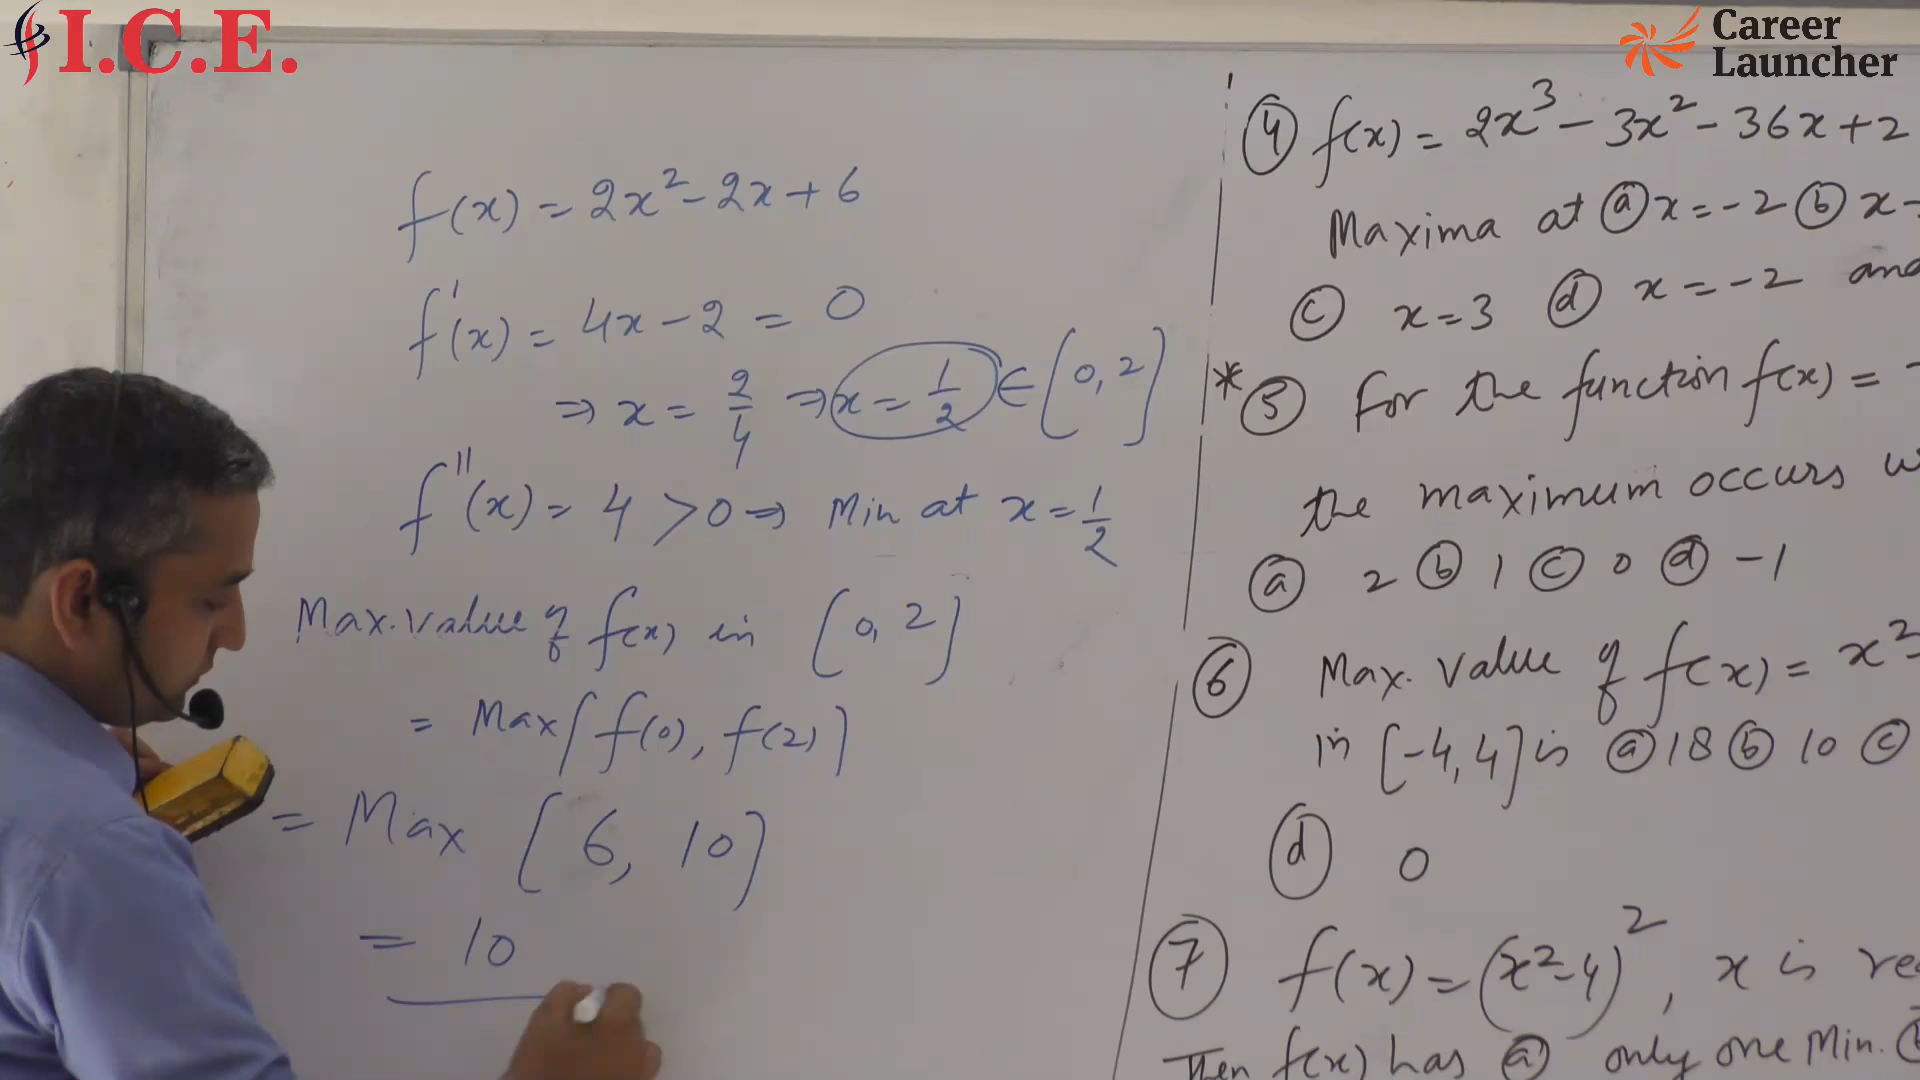 I.C.E.
Career
Launcher
f(x) = 2x² - 2x + 6
f'(x) = 4x - 2 = 0
⇒ x = 2/4 ⇒ x = 1/2 ∈ [0, 2]
f''(x) = 4 > 0 ⇒ Min at x = 1/2
Max. value of f(x) in [0, 2]
= Max [f(0), f(2)]
= Max [6, 10]
= 10
④ f(x) = 2x³ - 3x² - 36x + 2
Maxima at ⓐ x = -2 ⓑ x
ⓒ x = 3 ⓓ x = -2 and
* ⑤ For the function f(x) =
the maximum occurs w
ⓐ 2 ⓑ 1 ⓒ 0 ⓓ -1
⑥ Max. value of f(x) = x²
in [-4, 4] is ⓐ 18 ⓑ 10 ⓒ
ⓓ 0
⑦ f(x) = (x² - 4)², x is re
Then f(x) has ⓐ only one Min.